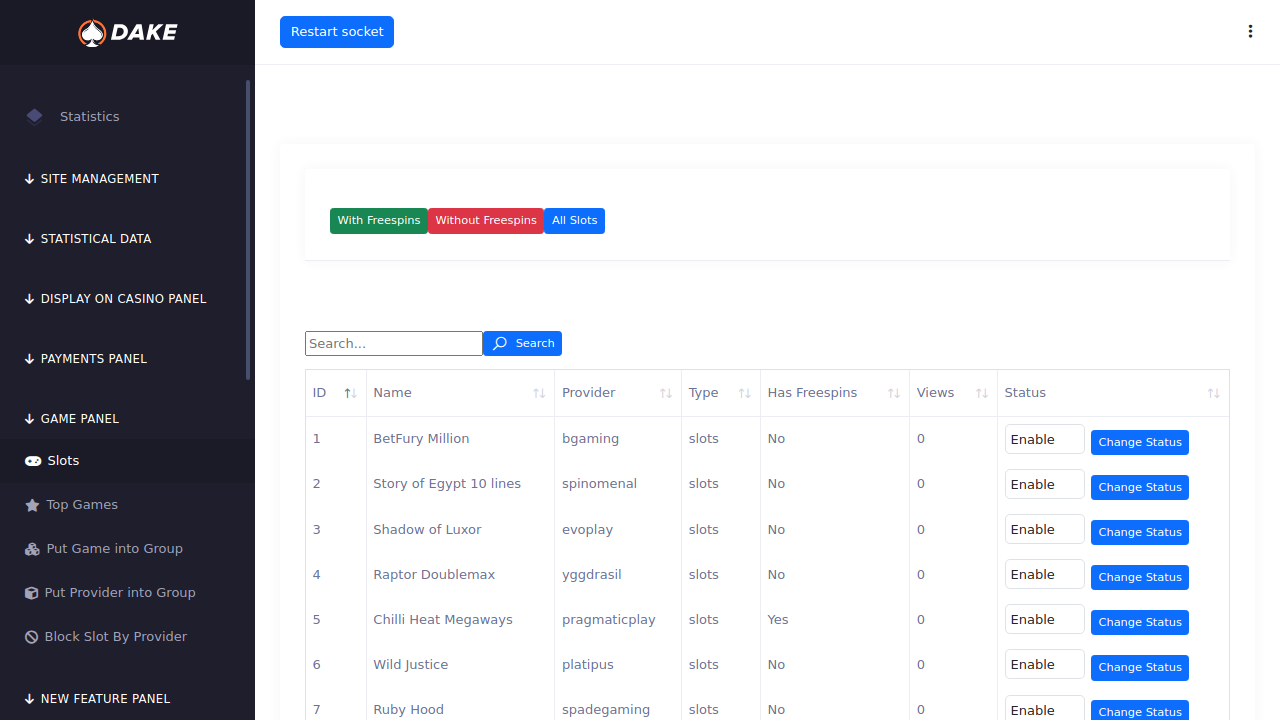 DAKE
Restart socket
Statistics
SITE MANAGEMENT
STATISTICAL DATA
DISPLAY ON CASINO PANEL
PAYMENTS PANEL
GAME PANEL
Slots
Top Games
Put Game into Group
Put Provider into Group
Block Slot By Provider
NEW FEATURE PANEL
With Freespins Without Freespins All Slots
Search... Search
ID Name Provider Type Has Freespins Views Status
1 BetFury Million bgaming slots No 0 Enable Change Status
2 Story of Egypt 10 lines spinomenal slots No 0 Enable Change Status
3 Shadow of Luxor evoplay slots No 0 Enable Change Status
4 Raptor Doublemax yggdrasil slots No 0 Enable Change Status
5 Chilli Heat Megaways pragmaticplay slots Yes 0 Enable Change Status
6 Wild Justice platipus slots No 0 Enable Change Status
7 Ruby Hood spadegaming slots No 0 Enable Change Status